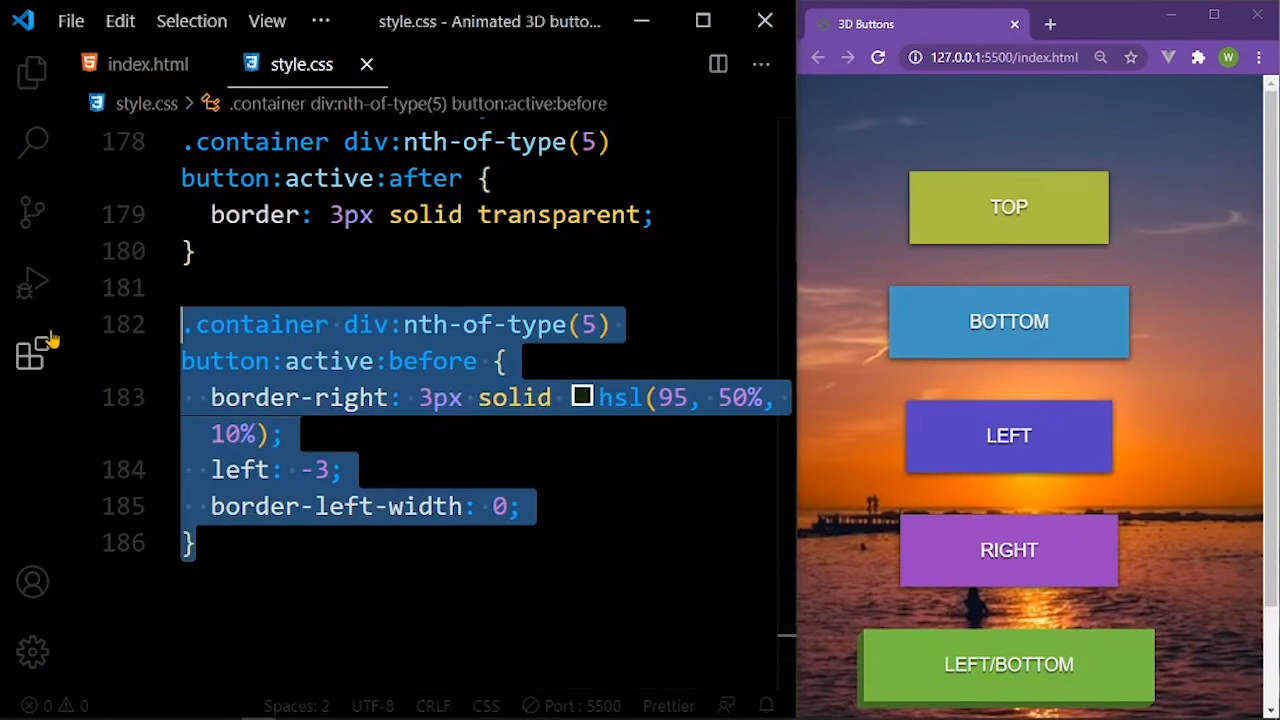 File Edit Selection View ··· style.css - Animated 3D butto...
index.html style.css
style.css > .container div:nth-of-type(5) button:active:before
178 .container div:nth-of-type(5)
button:active:after {
179 border: 3px solid transparent;
180 }
181
182 .container div:nth-of-type(5)
button:active:before {
183 border-right: 3px solid hsl(95, 50%,
10%);
184 left: -3;
185 border-left-width: 0;
186 }
0 0 Spaces: 2 UTF-8 CRLF CSS Port : 5500 Prettier
3D Buttons
127.0.0.1:5500/index.html W
TOP
BOTTOM
LEFT
RIGHT
LEFT/BOTTOM